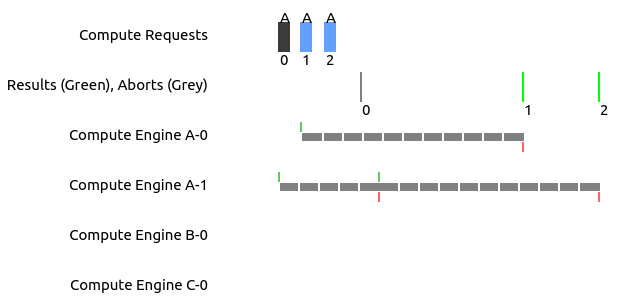 A A A
Compute Requests
0 1 2
Results (Green), Aborts (Grey)
0 1 2
Compute Engine A-0
Compute Engine A-1
Compute Engine B-0
Compute Engine C-0